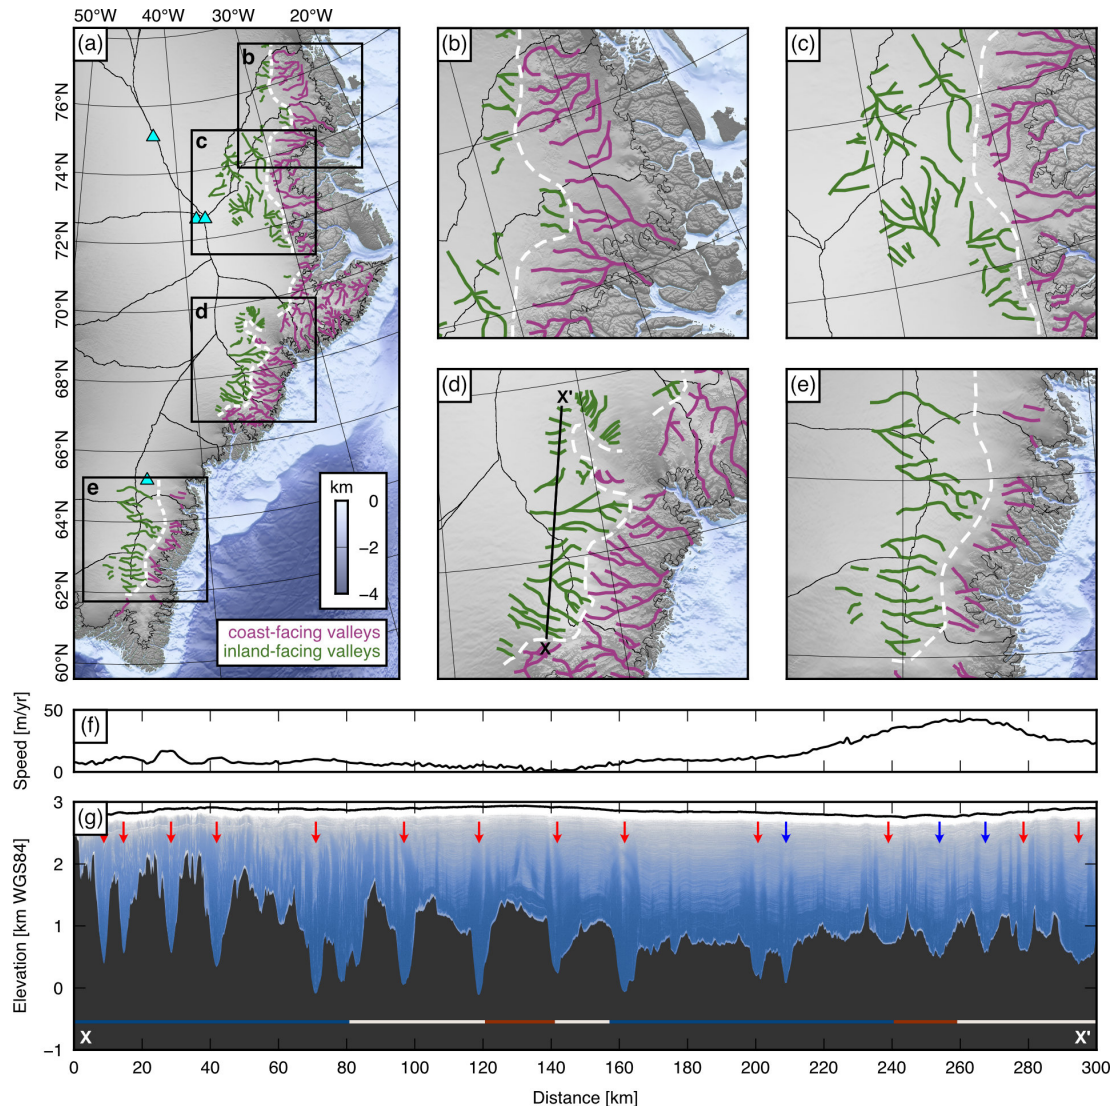 50°W 40°W 30°W 20°W
(a)
(b)
(c)
b
c
d
e
76°N
74°N
72°N
70°N
68°N
66°N
64°N
62°N
60°N
km
0
−2
−4
coast-facing valleys
inland-facing valleys
(d)
X'
X
(e)
(f)
Speed [m/yr]
50
0
(g)
Elevation [km WGS84]
3
2
1
0
−1
X
X'
0 20 40 60 80 100 120 140 160 180 200 220 240 260 280 300
Distance [km]